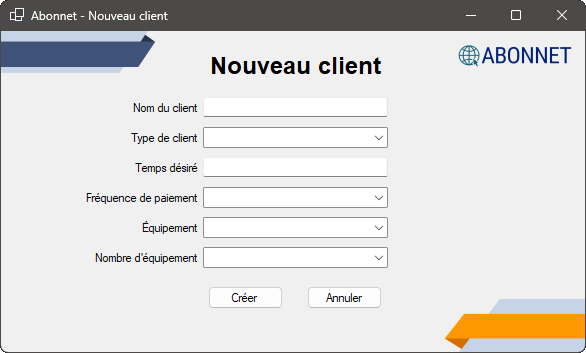 Abonnet - Nouveau client
ABONNET
Nouveau client
Nom du client
Type de client
Temps désiré
Fréquence de paiement
Équipement
Nombre d'équipement
Créer
Annuler